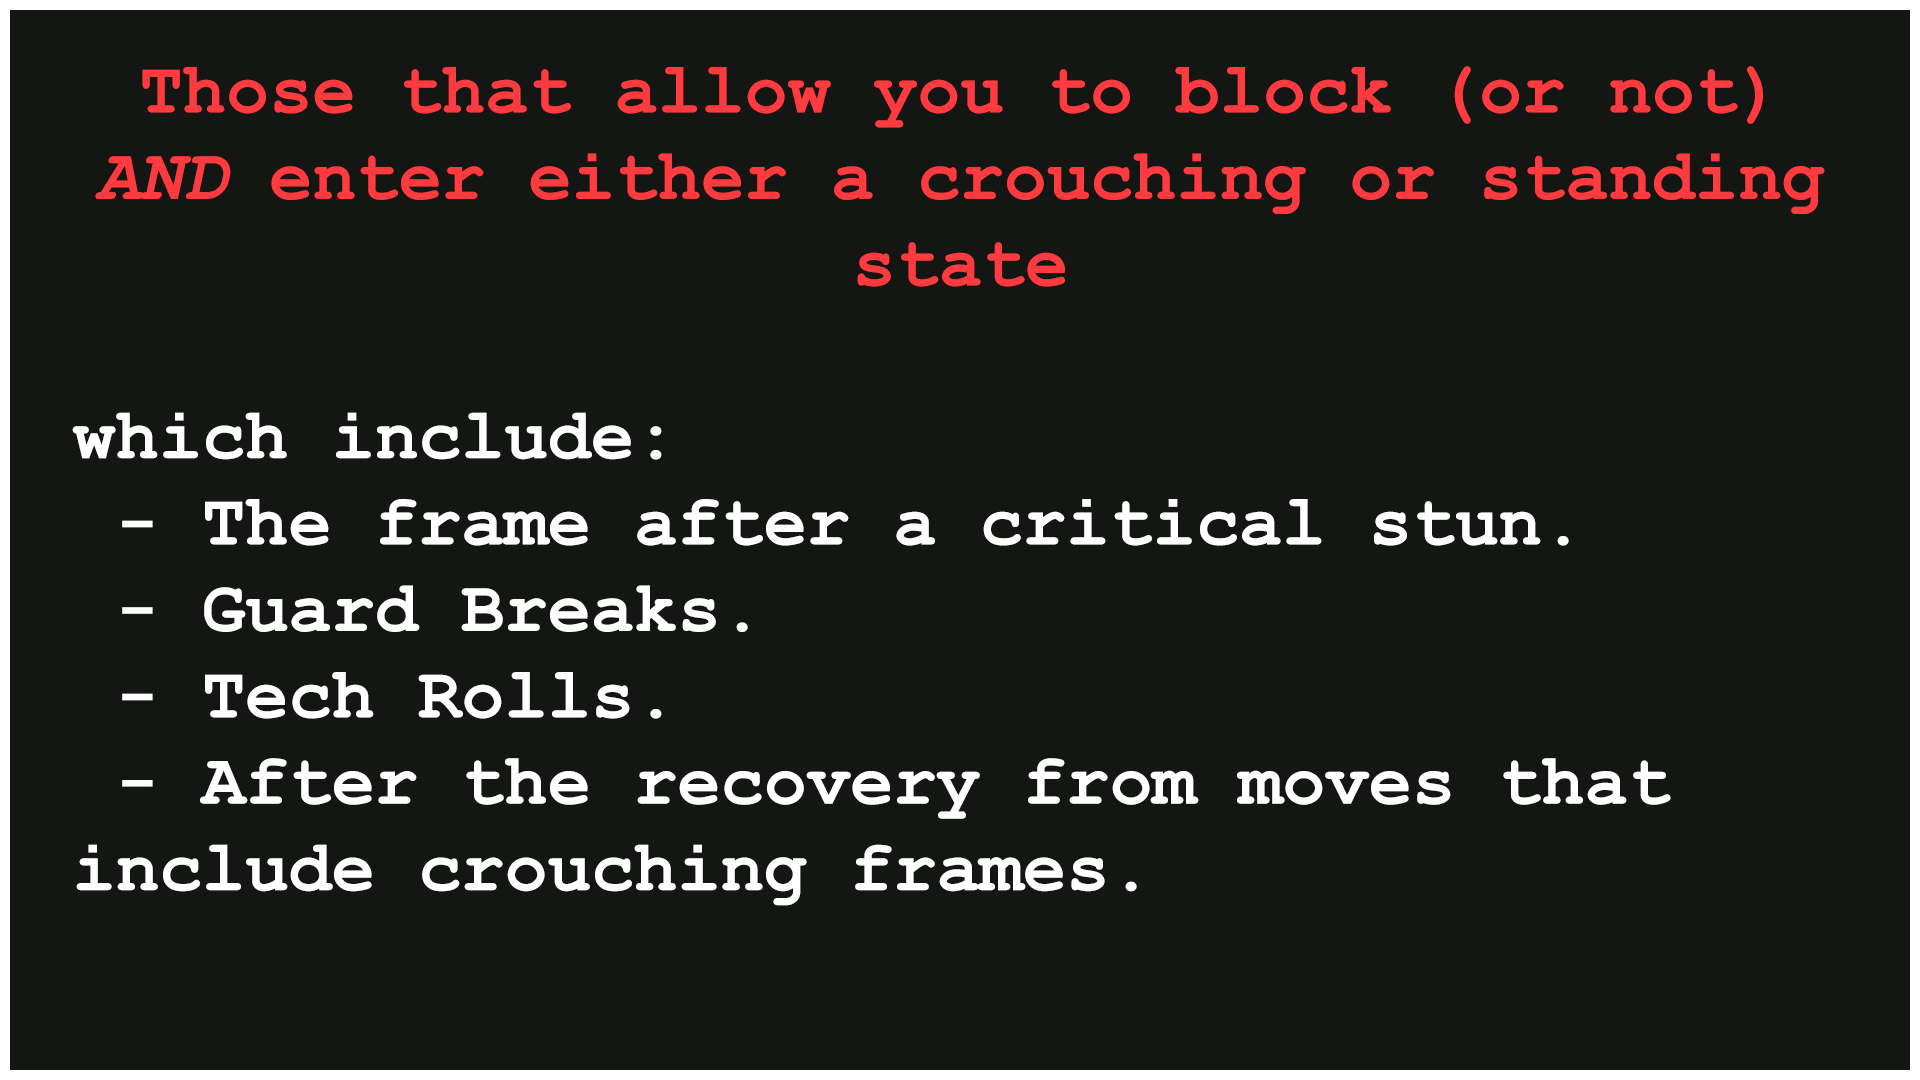 Those that allow you to block (or not)
AND enter either a crouching or standing
state
which include:
- The frame after a critical stun.
- Guard Breaks.
- Tech Rolls.
- After the recovery from moves that
include crouching frames.